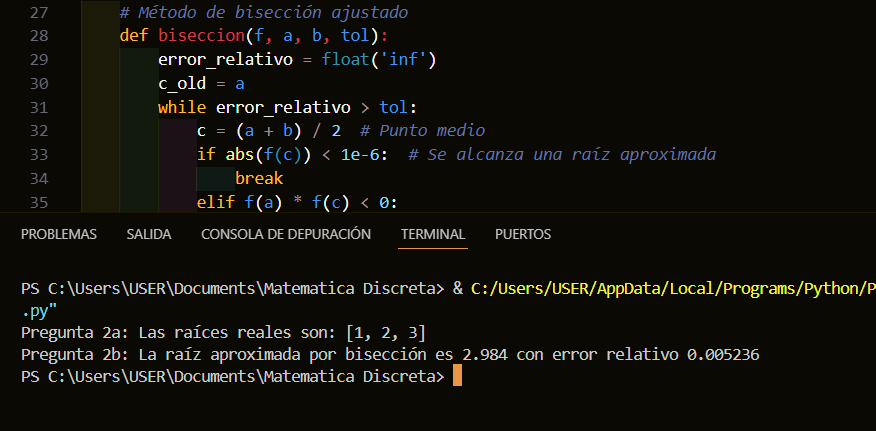 27 # Método de bisección ajustado
28 def biseccion(f, a, b, tol):
29 error_relativo = float('inf')
30 c_old = a
31 while error_relativo > tol:
32 c = (a + b) / 2 # Punto medio
33 if abs(f(c)) < 1e-6: # Se alcanza una raíz aproximada
34 break
35 elif f(a) * f(c) < 0:
PROBLEMAS SALIDA CONSOLA DE DEPURACIÓN TERMINAL PUERTOS
PS C:\Users\USER\Documents\Matematica Discreta> & C:/Users/USER/AppData/Local/Programs/Python/P
.py"
Pregunta 2a: Las raíces reales son: [1, 2, 3]
Pregunta 2b: La raíz aproximada por bisección es 2.984 con error relativo 0.005236
PS C:\Users\USER\Documents\Matematica Discreta>